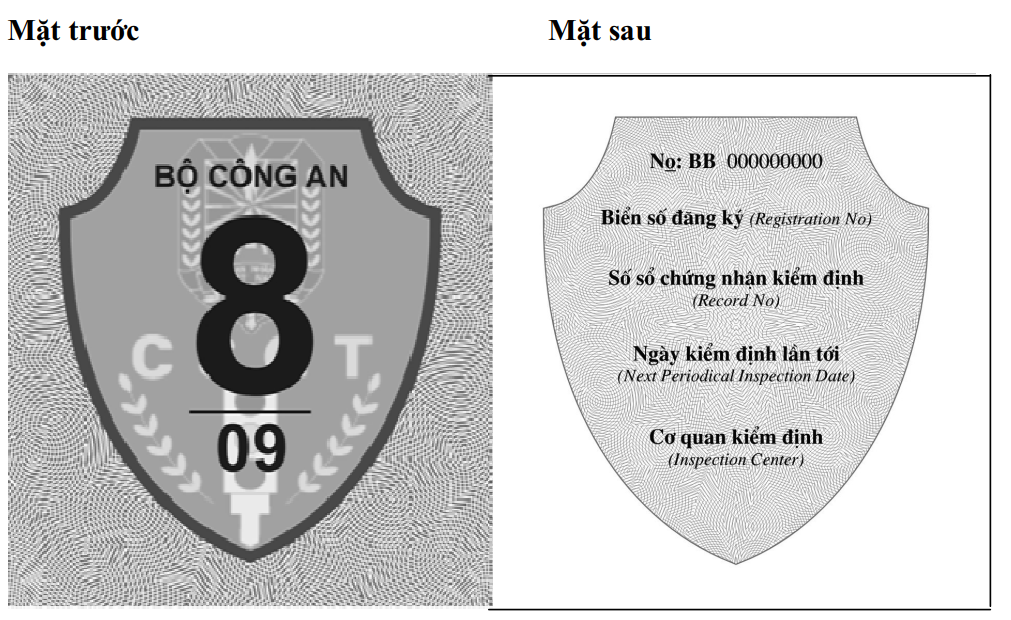 Mặt trước
BỘ CÔNG AN
8
C T
09
Mặt sau
No: BB 000000000
Biển số đăng ký (Registration No)
Số sổ chứng nhận kiểm định
(Record No)
Ngày kiểm định lần tới
(Next Periodical Inspection Date)
Cơ quan kiểm định
(Inspection Center)